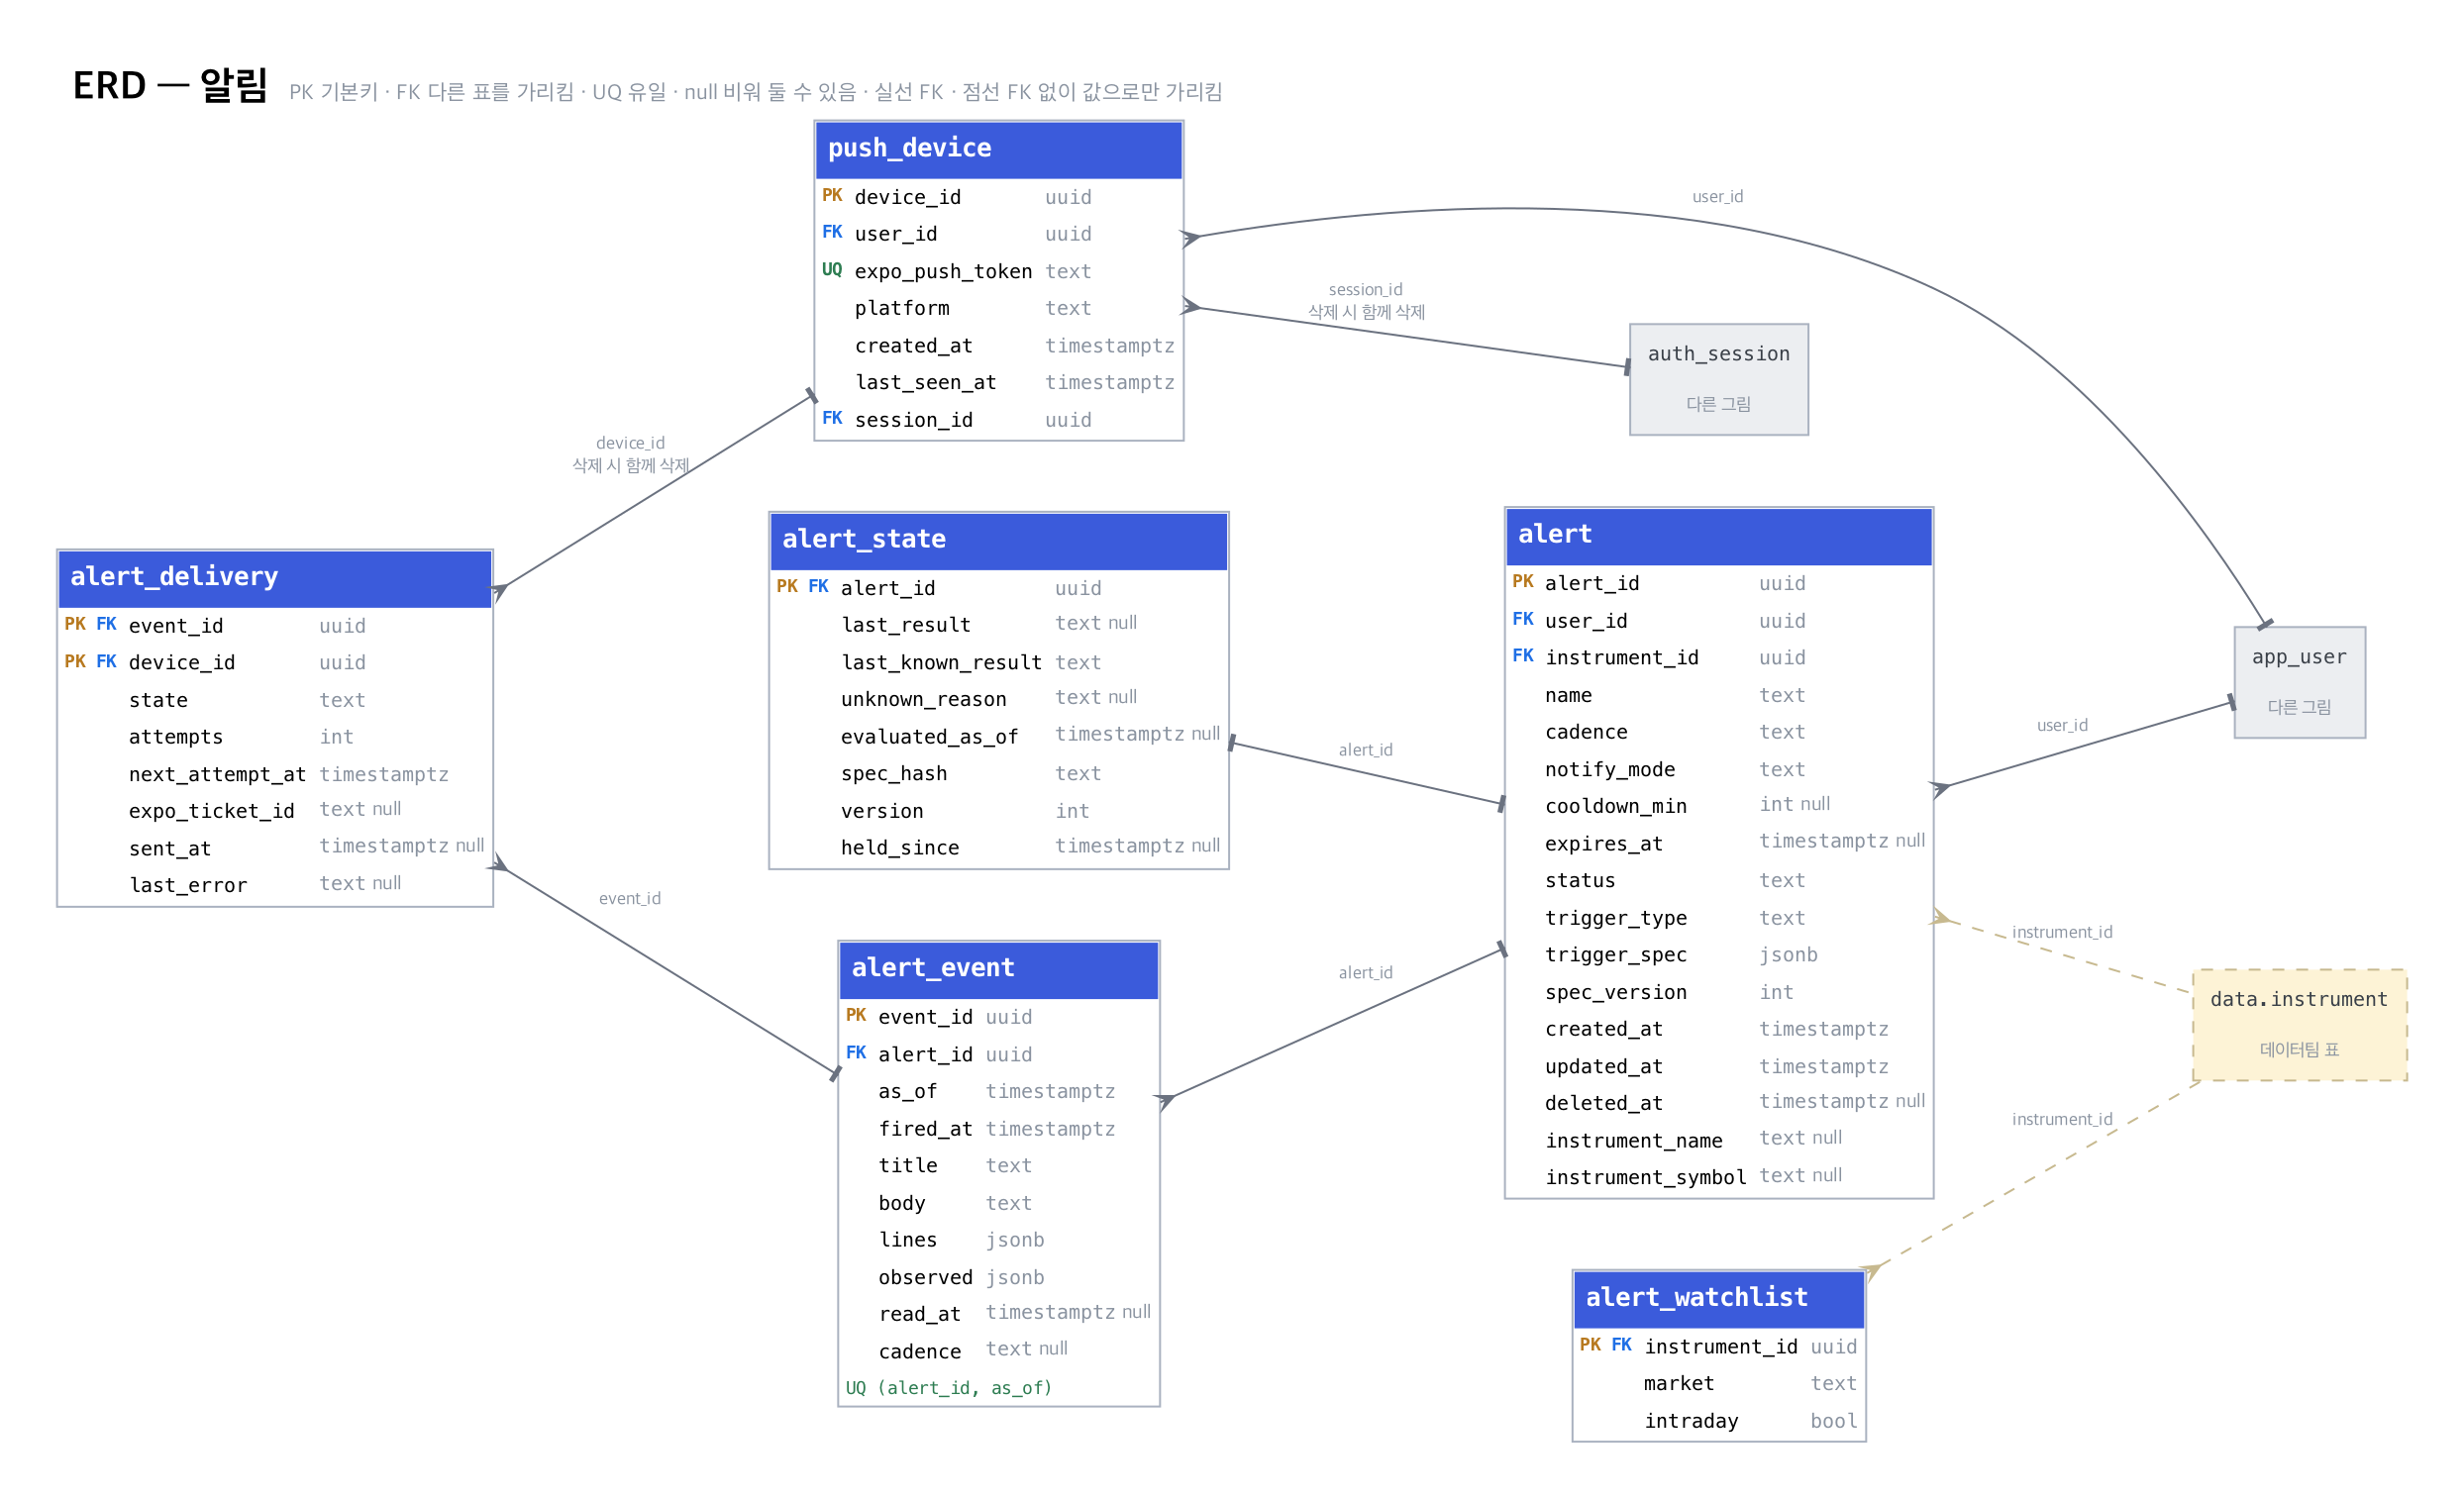 ERD — 알림 PK 기본키 · FK 다른 표를 가리킴 · UQ 유일 · null 비워 둘 수 있음 · 실선 FK · 점선 FK 없이 값으로만 가리킴
push_device
PK device_id uuid
FK user_id uuid
UQ expo_push_token text
platform text
created_at timestamptz
last_seen_at timestamptz
FK session_id uuid
user_id
session_id
삭제 시 함께 삭제
auth_session
다른 그림
device_id
삭제 시 함께 삭제
alert_delivery
PK FK event_id uuid
PK FK device_id uuid
state text
attempts int
next_attempt_at timestamptz
expo_ticket_id text null
sent_at timestamptz null
last_error text null
alert_state
PK FK alert_id uuid
last_result text null
last_known_result text
unknown_reason text null
evaluated_as_of timestamptz null
spec_hash text
version int
held_since timestamptz null
alert_id
alert
PK alert_id uuid
FK user_id uuid
FK instrument_id uuid
name text
cadence text
notify_mode text
cooldown_min int null
expires_at timestamptz null
status text
trigger_type text
trigger_spec jsonb
spec_version int
created_at timestamptz
updated_at timestamptz
deleted_at timestamptz null
instrument_name text null
instrument_symbol text null
app_user
다른 그림
user_id
event_id
alert_event
PK event_id uuid
FK alert_id uuid
as_of timestamptz
fired_at timestamptz
title text
body text
lines jsonb
observed jsonb
read_at timestamptz null
cadence text null
UQ (alert_id, as_of)
alert_id
instrument_id
data.instrument
데이터팀 표
instrument_id
alert_watchlist
PK FK instrument_id uuid
market text
intraday bool